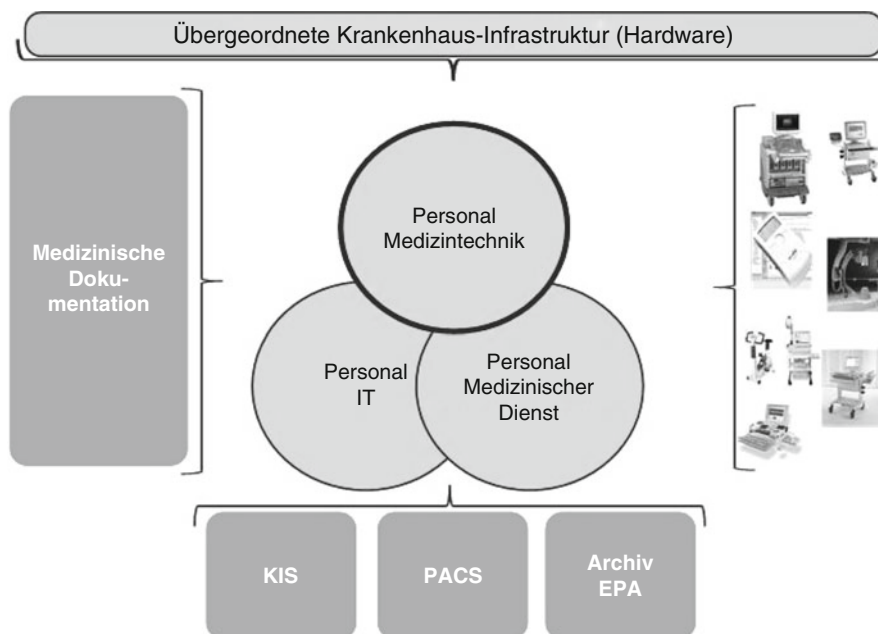 Übergeordnete Krankenhaus-Infrastruktur (Hardware)
Medizinische
Doku-
mentation
Personal
Medizintechnik
Personal
IT
Personal
Medizinischer
Dienst
KIS
PACS
Archiv
EPA